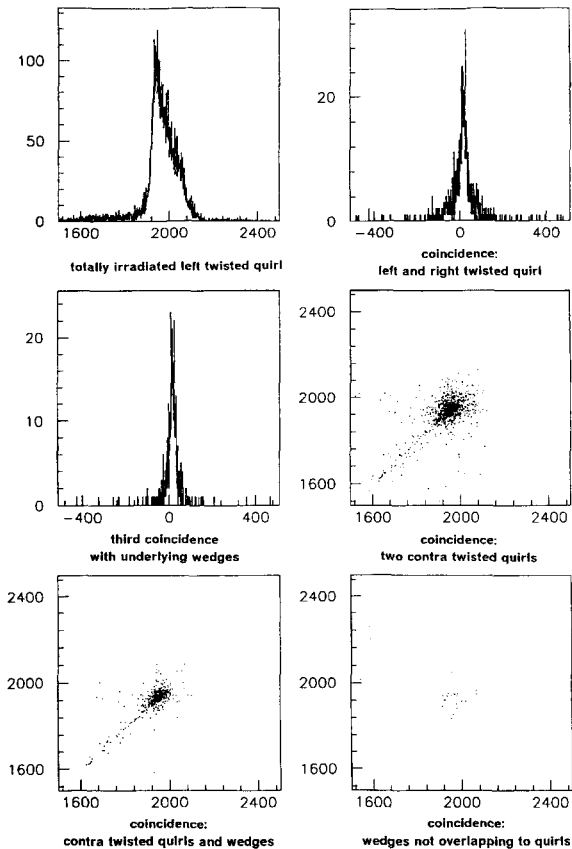 100
50
0
1600 2000 2400
totally irradiated left twisted quirl
20
0
−400 0 400
coincidence:
left and right twisted quirl
20
10
0
−400 0 400
third coincidence
with underlying wedges
2400
2000
1600
1600 2000 2400
coincidence:
two contra twisted quirls
2400
2000
1600
1600 2000 2400
coincidence:
contra twisted quirls and wedges
2400
2000
1600
1600 2000 2400
coincidence:
wedges not overlapping to quirls